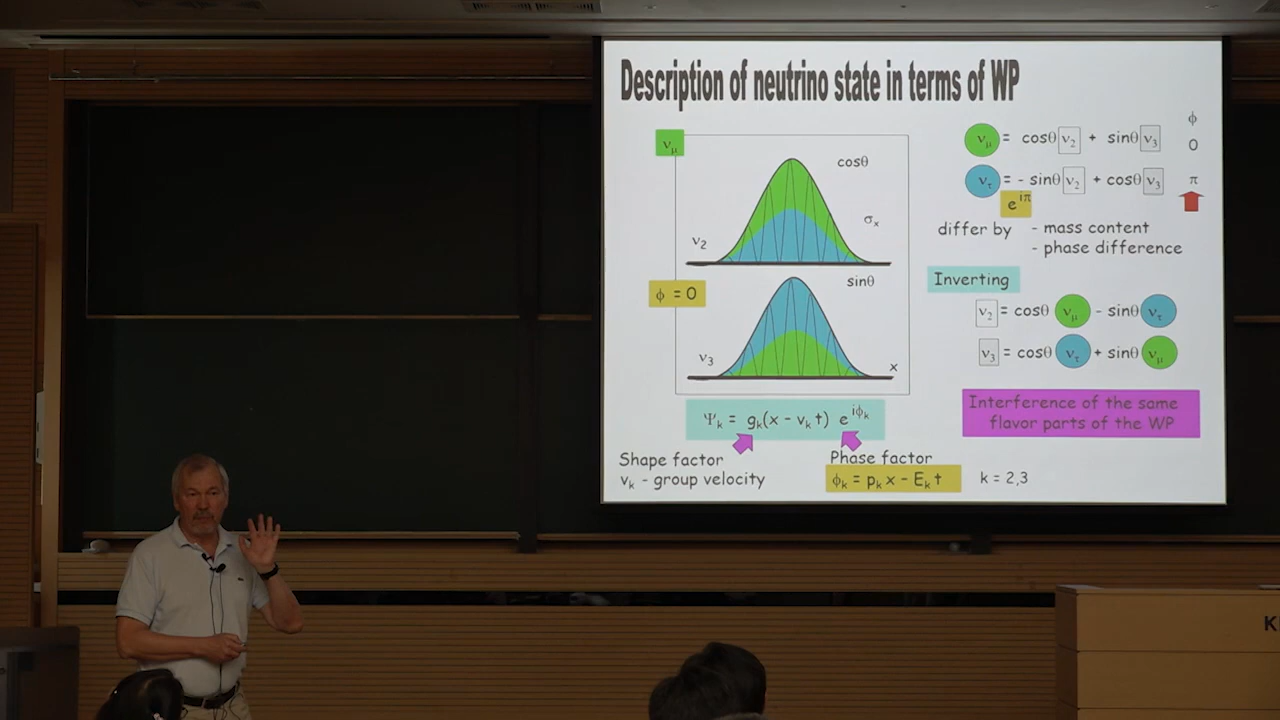 Description of neutrino state in terms of WP
νμ
cosθ
σx
ν2
φ = 0
sinθ
ν3
x
Ψk = gk(x – vk t) e^iφk
Shape factor
vk - group velocity
Phase factor
φk = pk x – Ek t
k = 2,3
φ
νμ = cosθ ν2 + sinθ ν3 0
ντ = - sinθ ν2 + cosθ ν3 π
e^iπ
differ by - mass content
- phase difference
Inverting
ν2 = cosθ νμ - sinθ ντ
ν3 = cosθ ντ + sinθ νμ
Interference of the same
flavor parts of the WP
K